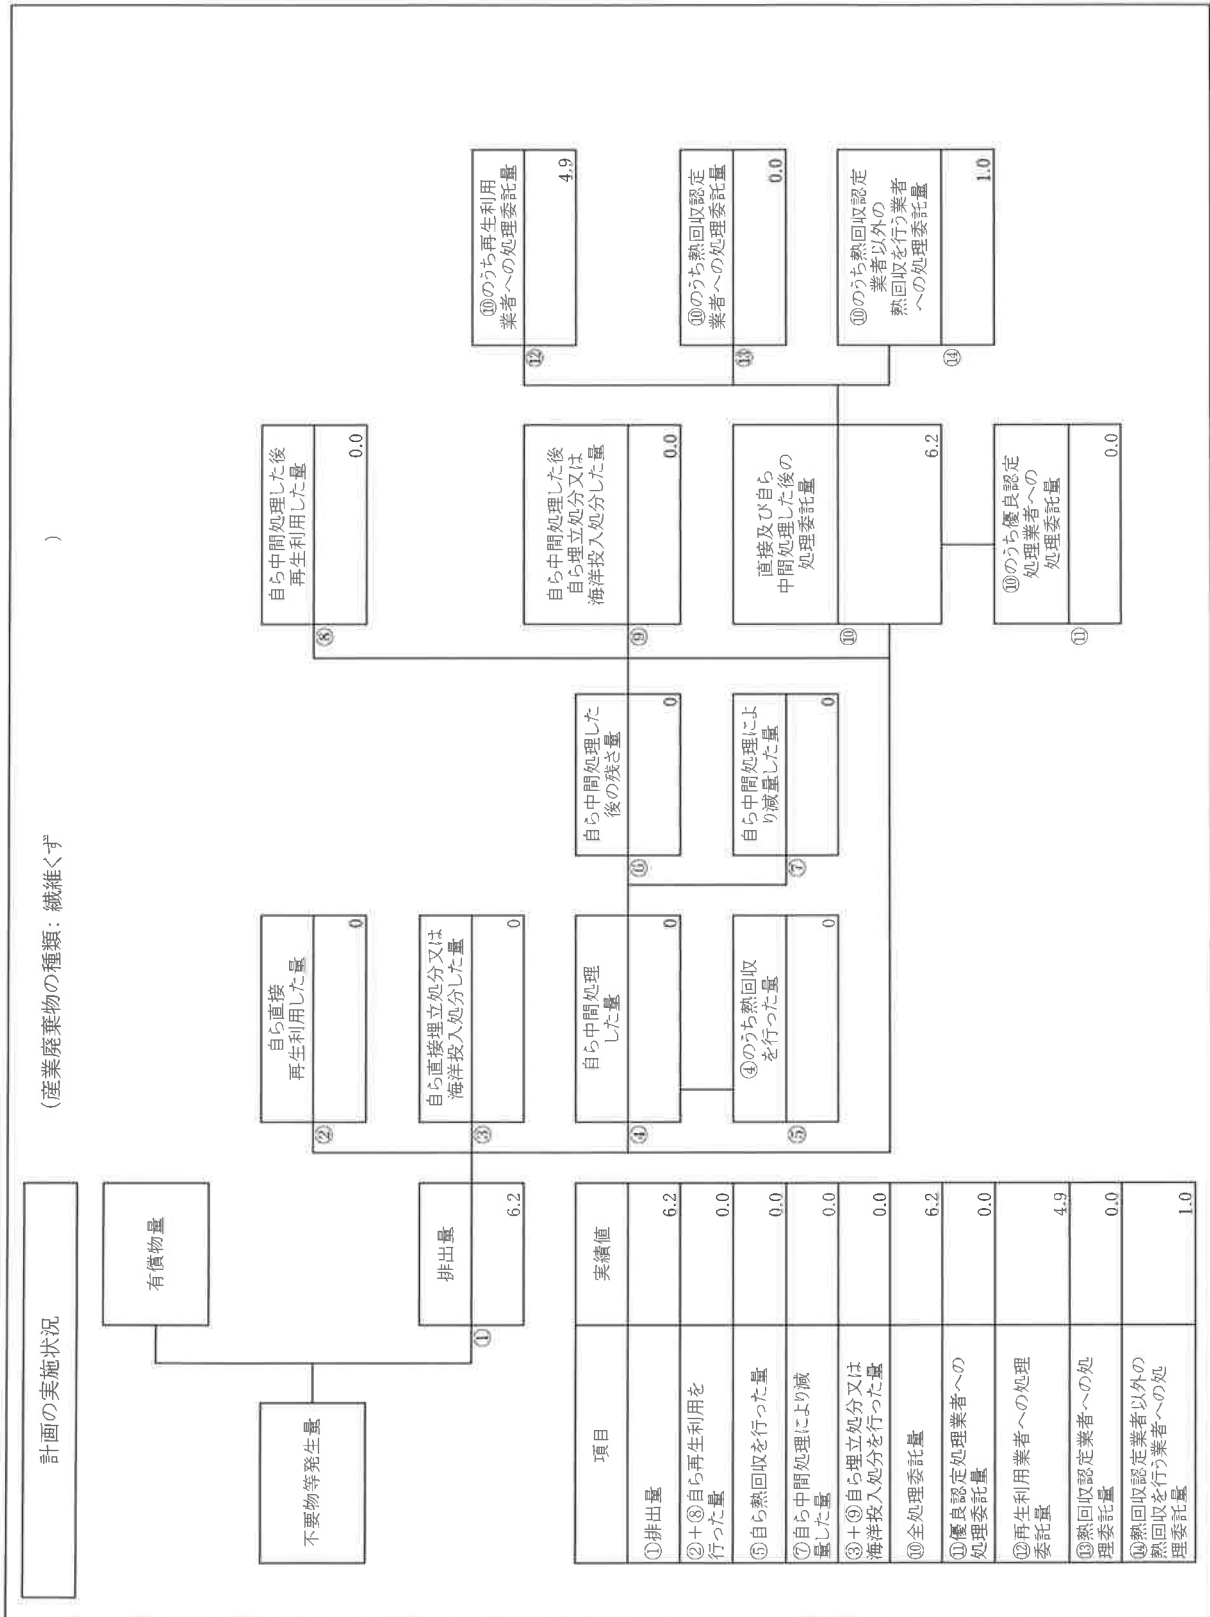 計画の実施状況
(産業廃棄物の種類: 繊維くず
)
不要物等発生量
有償物量
①
排出量
6.2
②
自ら直接
再生利用した量
0
③
自ら直接埋立処分又は
海洋投入処分した量
0
④
自ら中間処理
した量
0
⑤
④のうち熱回収
を行った量
0
⑥
自ら中間処理した
後の残さ量
0
⑦
自ら中間処理によ
り減量した量
0
⑧
自ら中間処理した後
再生利用した量
0.0
⑨
自ら中間処理した後
自ら埋立処分又は
海洋投入処分した量
0.0
⑩
直接及び自ら
中間処理した後の
処理委託量
6.2
⑪
⑩のうち優良認定
処理業者への
処理委託量
0.0
⑫
⑩のうち再生利用
業者への処理委託量
4.9
⑬
⑩のうち熱回収認定
業者への処理委託量
0.0
⑭
⑩のうち熱回収認定
業者以外の
熱回収を行う業者
への処理委託量
1.0
項目
実績値
①排出量
6.2
②+⑧自ら再生利用を
行った量
0.0
⑤自ら熱回収を行った量
0.0
⑦自ら中間処理により減
量した量
0.0
③+⑨自ら埋立処分又は
海洋投入処分を行った量
0.0
⑩全処理委託量
6.2
⑪優良認定処理業者への
処理委託量
0.0
⑫再生利用業者への処理
委託量
4.9
⑬熱回収認定業者への処
理委託量
0.0
⑭熱回収認定業者以外の
熱回収を行う業者への処
理委託量
1.0